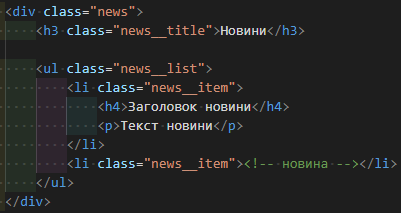 <div class="news">
<h3 class="news__title">Новини</h3>
<ul class="news__list">
<li class="news__item">
<h4>Заголовок новини</h4>
<p>Текст новини</p>
</li>
<li class="news__item"><!-- новина --></li>
</ul>
</div>